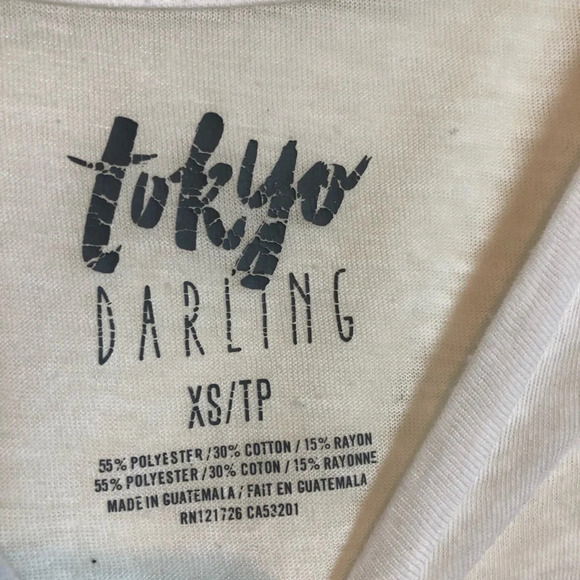 tokyo
DARLING
XS/TP
55% POLYESTER / 30% COTTON / 15% RAYON
55% POLYESTER / 30% COTON / 15% RAYONNE
MADE IN GUATEMALA / FAIT EN GUATEMALA
RN121726 CA53201